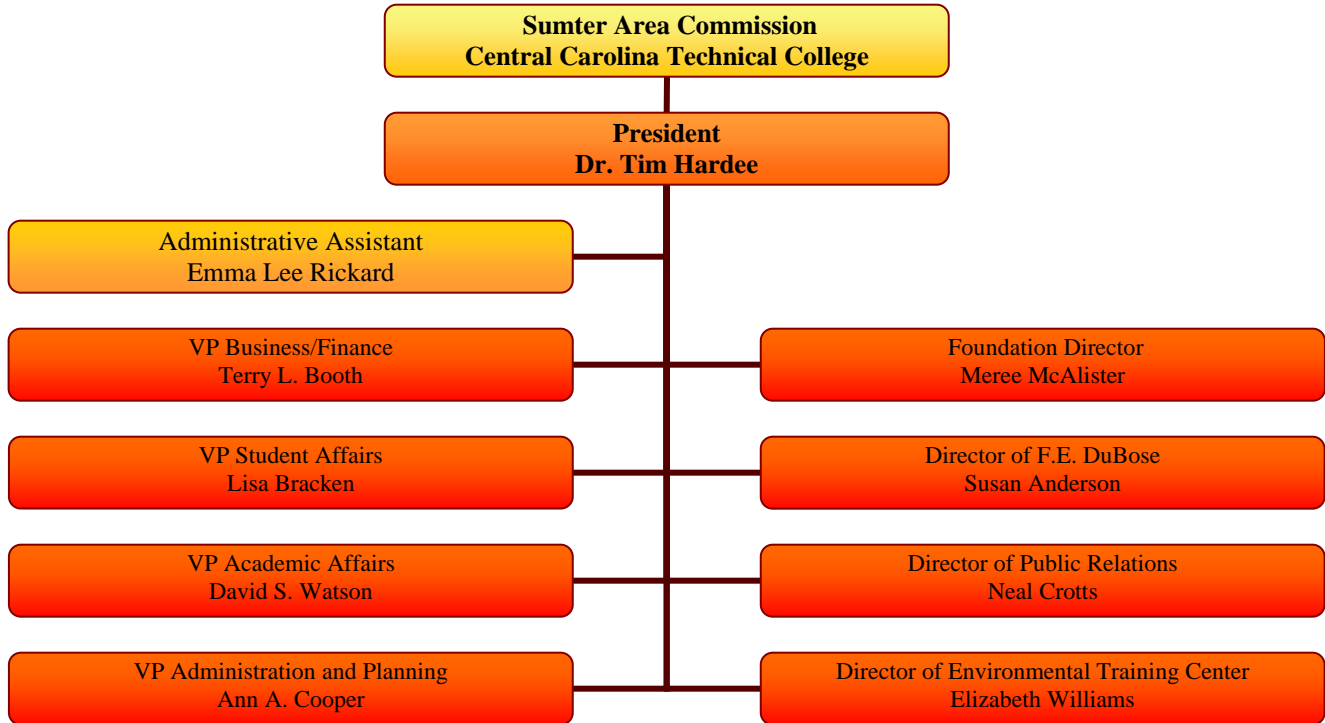 Sumter Area Commission
Central Carolina Technical College
President
Dr. Tim Hardee
Administrative Assistant
Emma Lee Rickard
VP Business/Finance
Terry L. Booth
Foundation Director
Meree McAlister
VP Student Affairs
Lisa Bracken
Director of F.E. DuBose
Susan Anderson
VP Academic Affairs
David S. Watson
Director of Public Relations
Neal Crotts
VP Administration and Planning
Ann A. Cooper
Director of Environmental Training Center
Elizabeth Williams